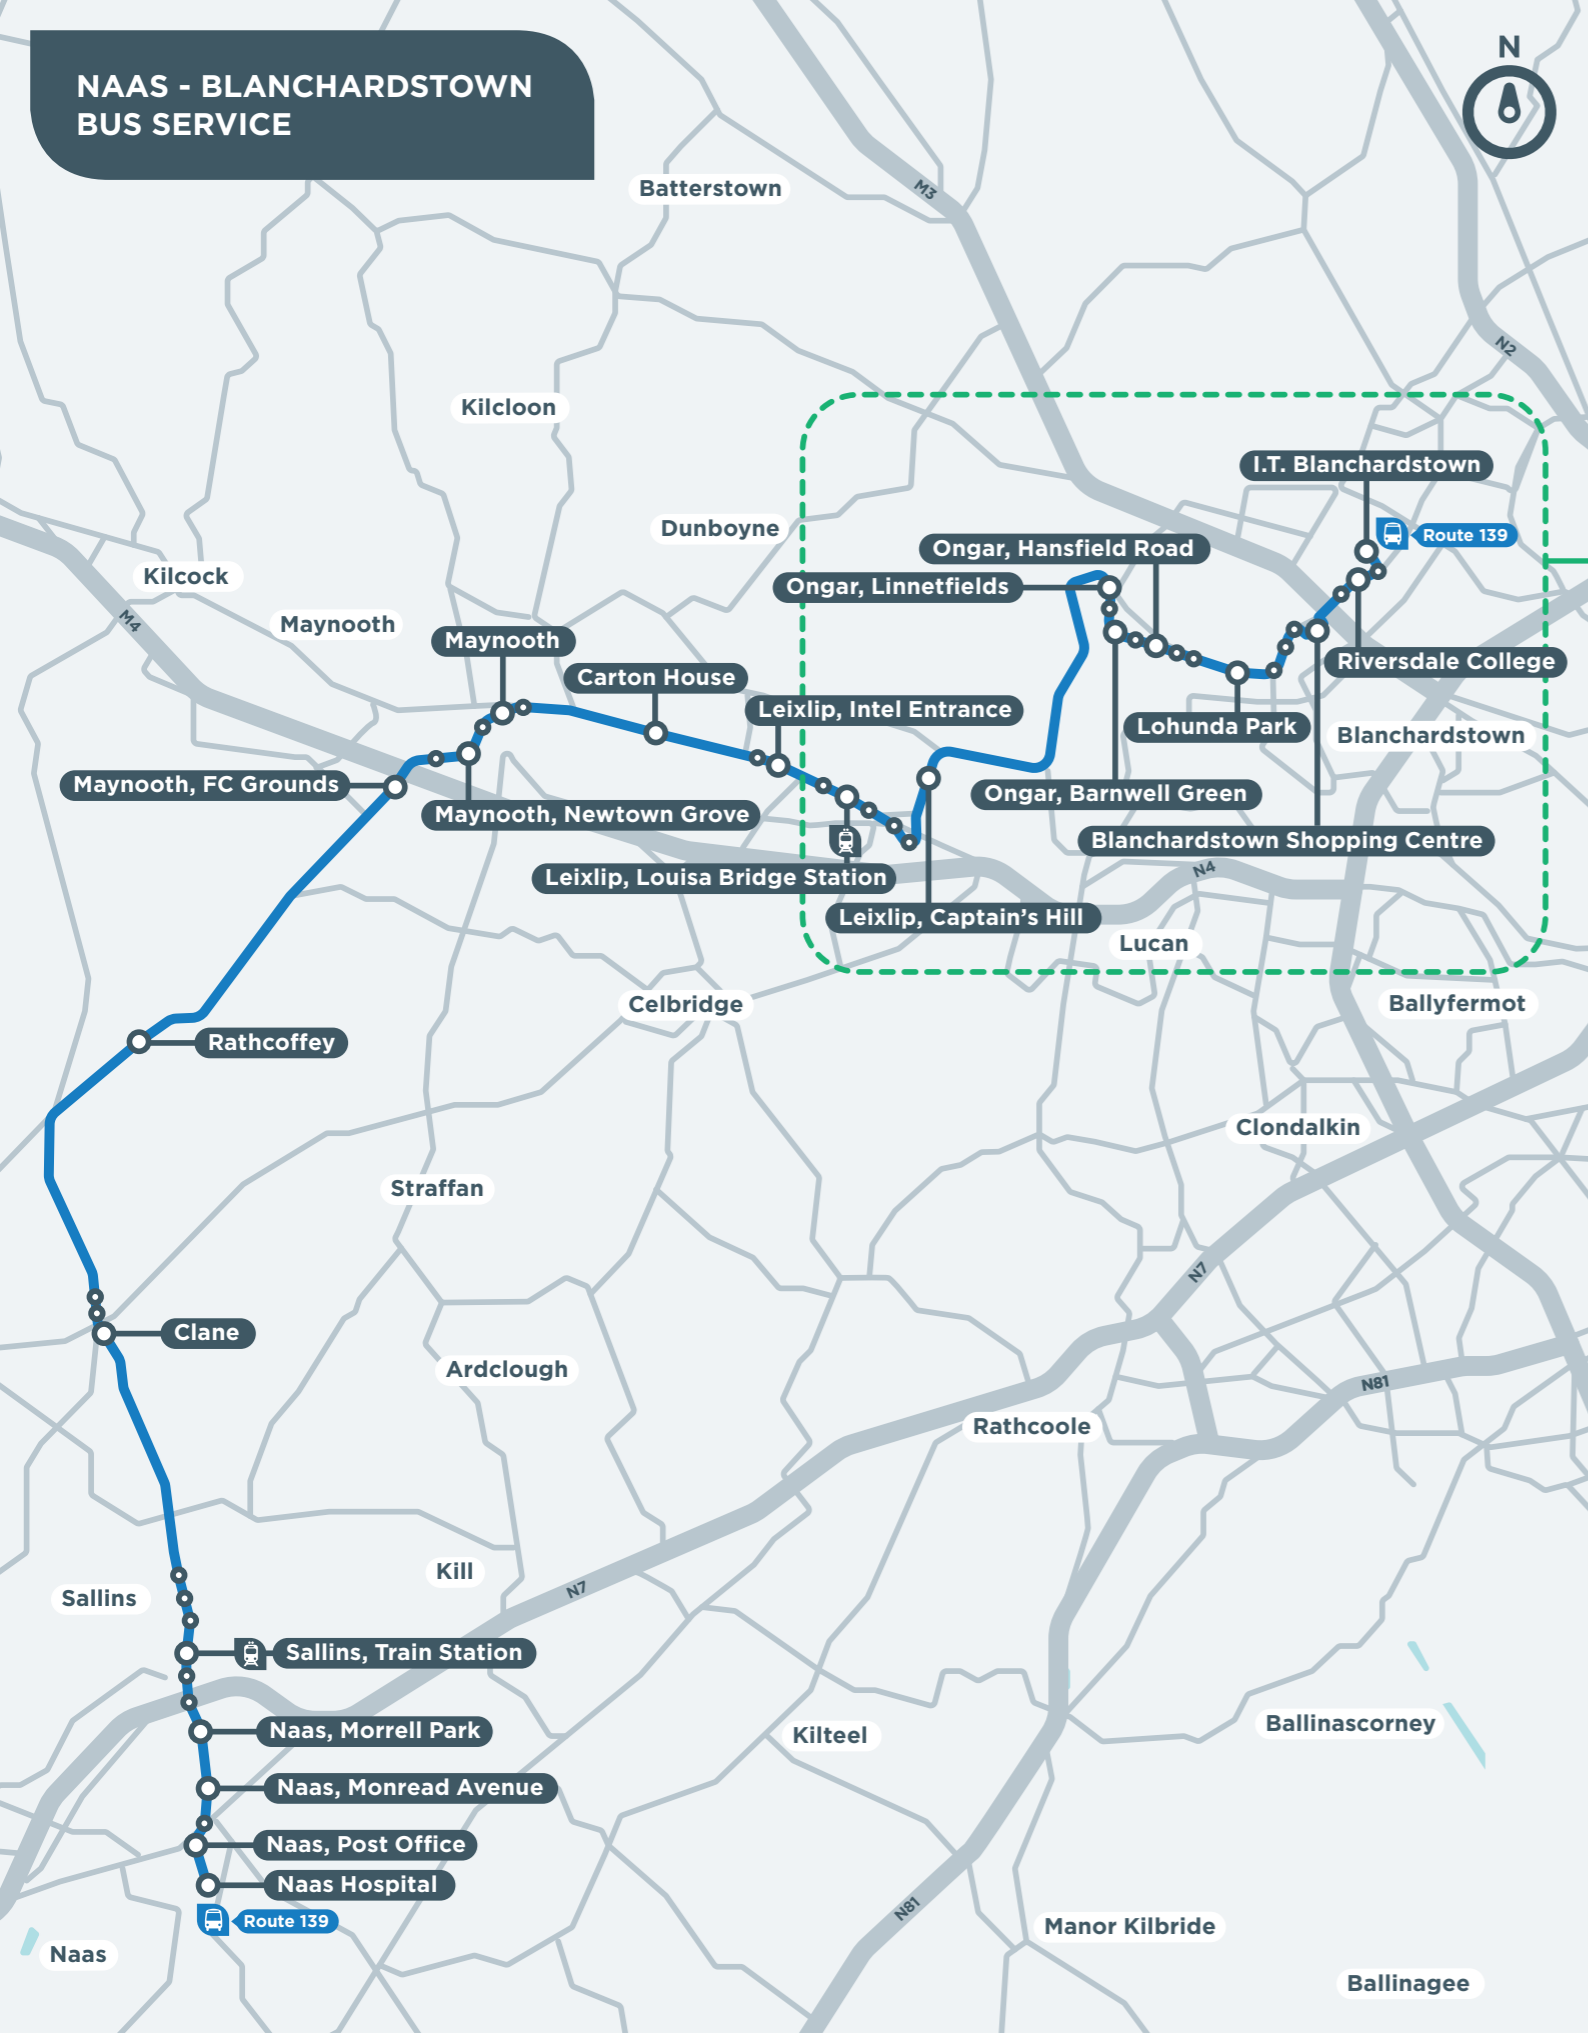 NAAS - BLANCHARDSTOWN
BUS SERVICE
N
Batterstown
M3
N2
Kilcloon
I.T. Blanchardstown
Dunboyne
Route 139
Ongar, Hansfield Road
Kilcock
Ongar, Linnetfields
M4
Maynooth
Maynooth
Riversdale College
Carton House
Leixlip, Intel Entrance
Lohunda Park
Blanchardstown
Maynooth, FC Grounds
Ongar, Barnwell Green
Maynooth, Newtown Grove
Blanchardstown Shopping Centre
N4
Leixlip, Louisa Bridge Station
Leixlip, Captain's Hill
Lucan
Celbridge
Ballyfermot
Rathcoffey
Clondalkin
Straffan
N7
Clane
Ardclough
N81
Rathcoole
Kill
N7
Sallins
Sallins, Train Station
Naas, Morrell Park
Ballinascorney
Kilteel
Naas, Monread Avenue
Naas, Post Office
Naas Hospital
N81
Route 139
Manor Kilbride
Naas
Ballinagee